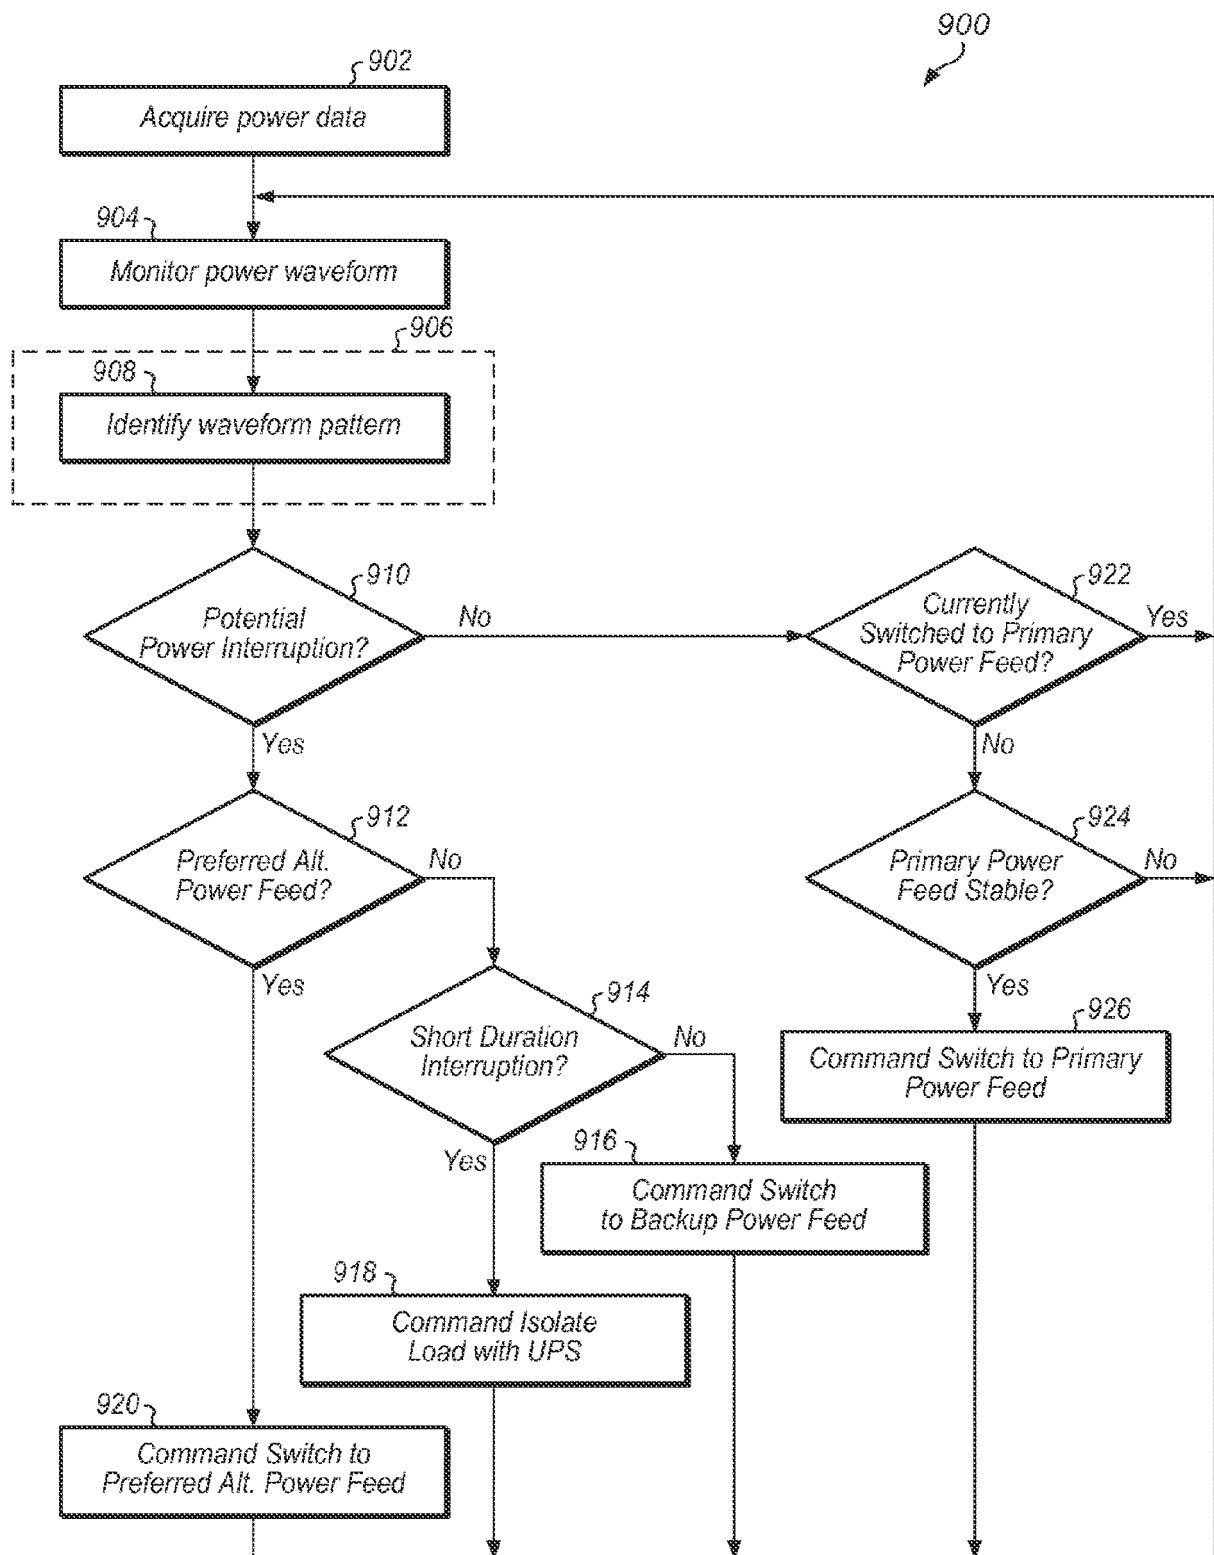 900
902
Acquire power data
904
Monitor power waveform
906
908
Identify waveform pattern
910
Potential
Power Interruption?
No
Yes
922
Currently
Switched to Primary
Power Feed?
Yes
No
912
Preferred Alt.
Power Feed?
No
Yes
924
Primary Power
Feed Stable?
No
Yes
914
Short Duration
Interruption?
No
Yes
926
Command Switch to Primary
Power Feed
916
Command Switch
to Backup Power Feed
918
Command Isolate
Load with UPS
920
Command Switch to
Preferred Alt. Power Feed